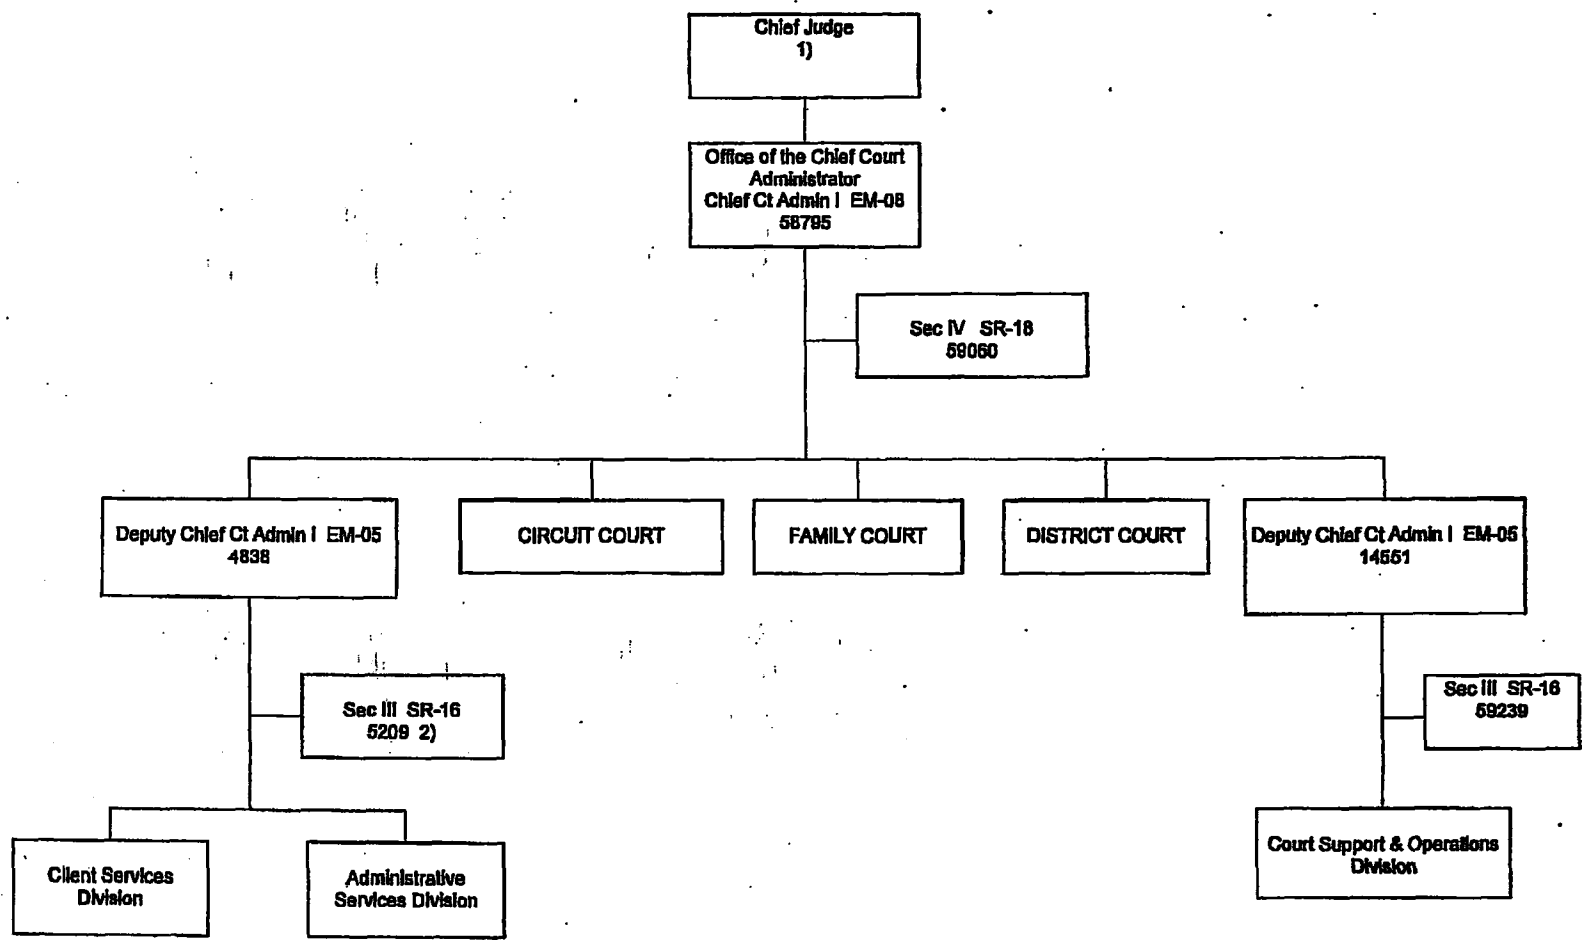 Chief Judge
1)
Office of the Chief Court
Administrator
Chief Ct Admin I EM-08
58795
Sec IV SR-18
59060
Deputy Chief Ct Admin I EM-05
4838
CIRCUIT COURT
FAMILY COURT
DISTRICT COURT
Deputy Chief Ct Admin I EM-05
14551
Sec III SR-16
5209 2)
Sec III SR-16
59239
Client Services
Division
Administrative
Services Division
Court Support & Operations
Division